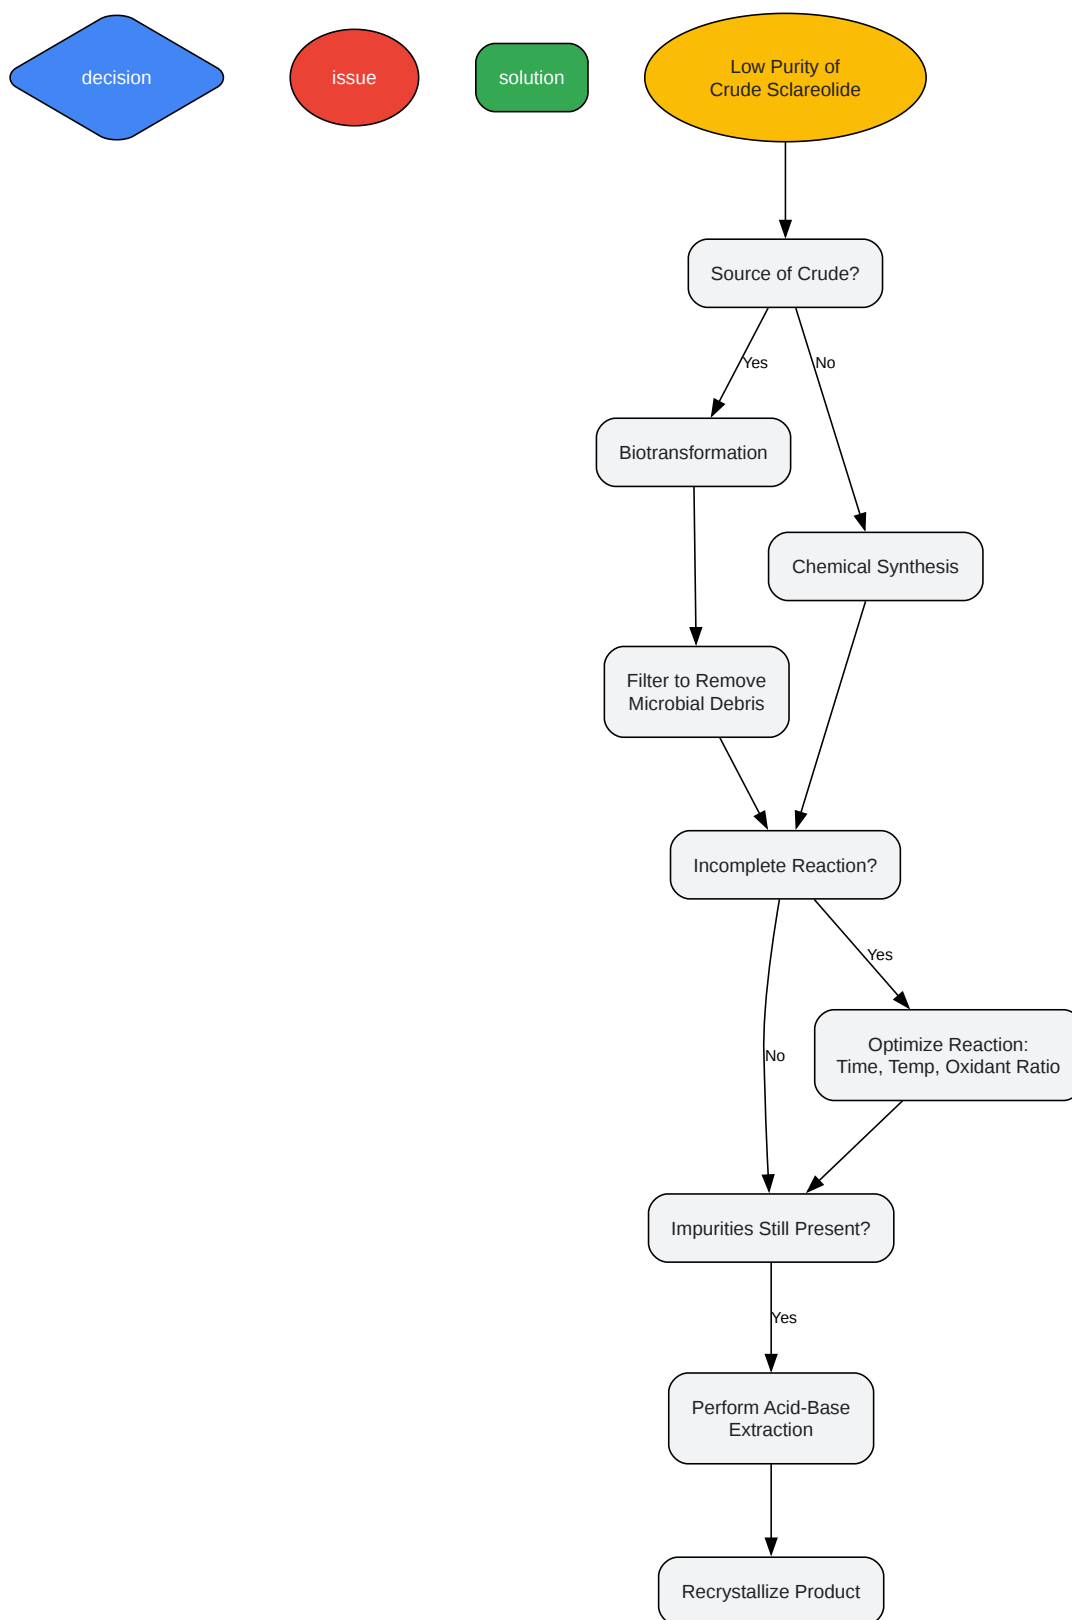 decision
issue
solution
Low Purity of
Crude Sclareolide
Source of Crude?
Yes
No
Biotransformation
Chemical Synthesis
Filter to Remove
Microbial Debris
Incomplete Reaction?
Yes
Optimize Reaction:
Time, Temp, Oxidant Ratio
No
Impurities Still Present?
Yes
Perform Acid-Base
Extraction
Recrystallize Product